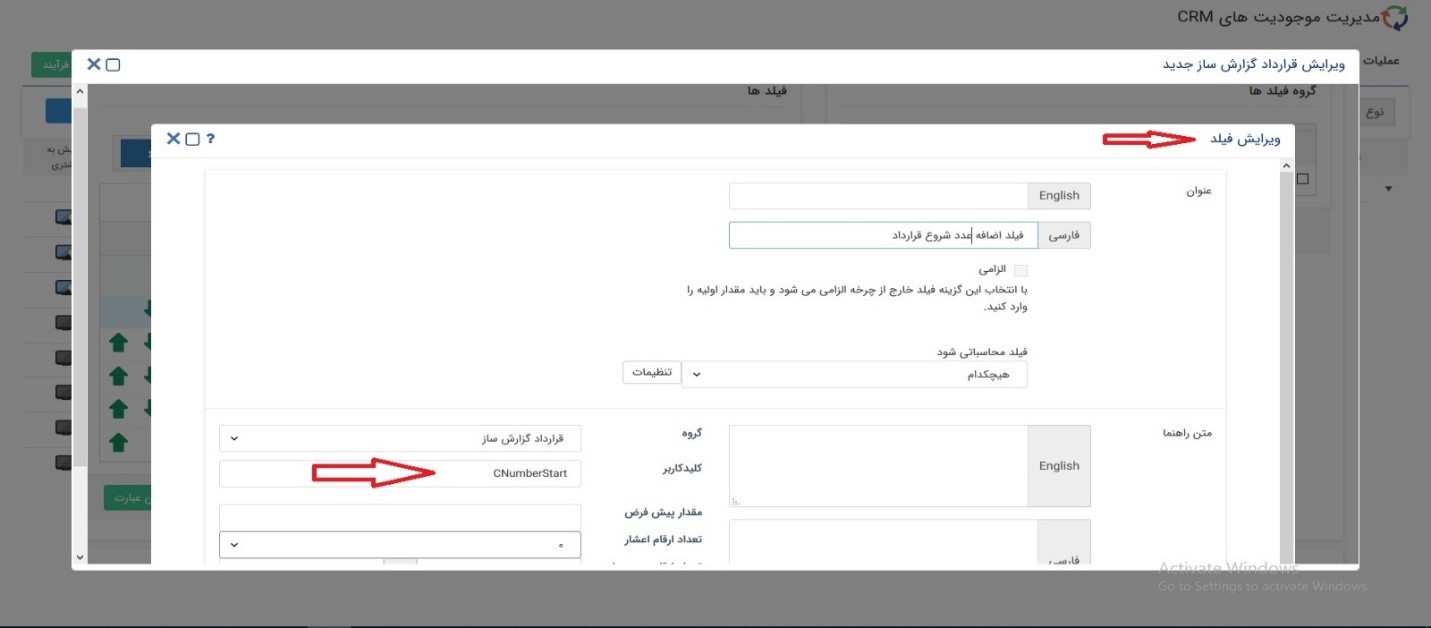 مدیریت موجودیت های CRM
عملیات
فرآیند
ویرایش قرارداد گزارش ساز جدید
نوع
گروه فیلد ها
فیلد ها
ویرایش فیلد
?
عنوان
English
فارسی
فیلد اضافه عدد شروع قرارداد
الزامی
با انتخاب این گزینه فیلد خارج از چرخه الزامی می شود و باید مقدار اولیه را
وارد کنید.
فیلد محاسباتی شود
هیچکدام
تنظیمات
متن راهنما
English
فارسی
گروه
قرارداد گزارش ساز
کلیدکاربر
CNumberStart
مقدار پیش فرض
تعداد ارقام اعشار
۰
عبارت
Activate Windows
Go to Settings to activate Windows.